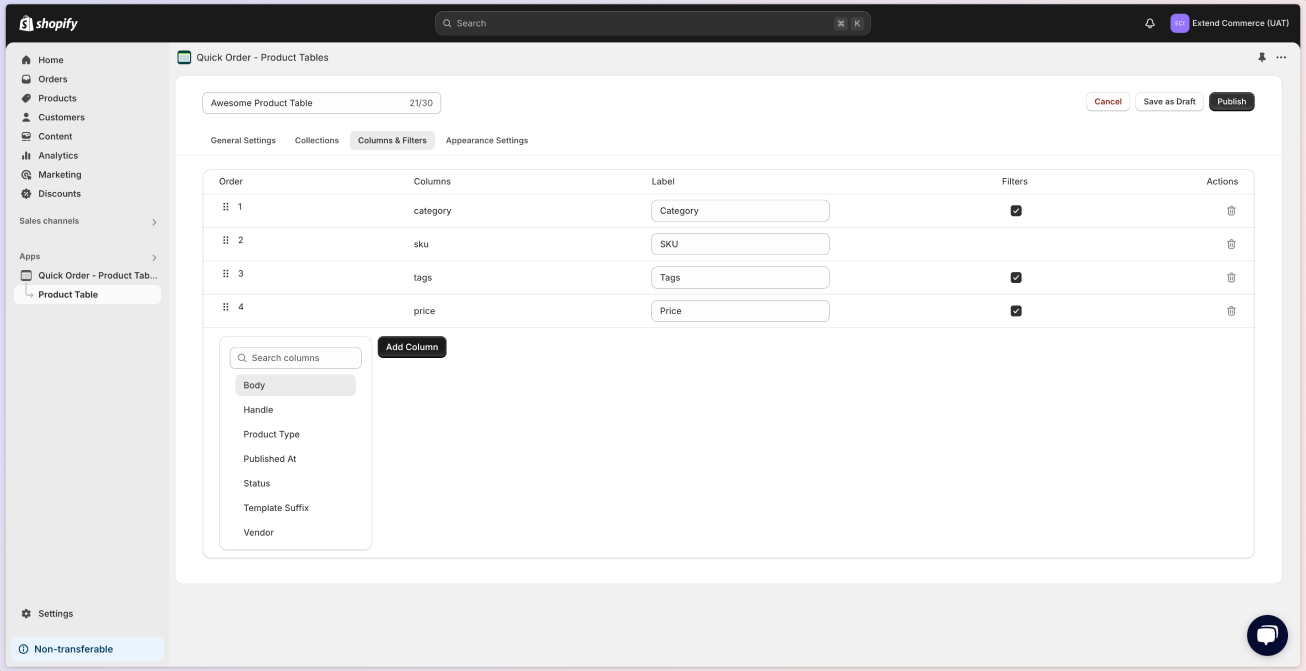 shopify
Search ⌘ K
ECI Extend Commerce (UAT)
Home
Orders
Products
Customers
Content
Analytics
Marketing
Discounts
Sales channels
Apps
Quick Order - Product Tab...
Product Table
Settings
Non-transferable
Quick Order - Product Tables
Awesome Product Table 21/30
Cancel Save as Draft Publish
General Settings Collections Columns & Filters Appearance Settings
Order Columns Label Filters Actions
1 category Category
2 sku SKU
3 tags Tags
4 price Price
Search columns Add Column
Body
Handle
Product Type
Published At
Status
Template Suffix
Vendor